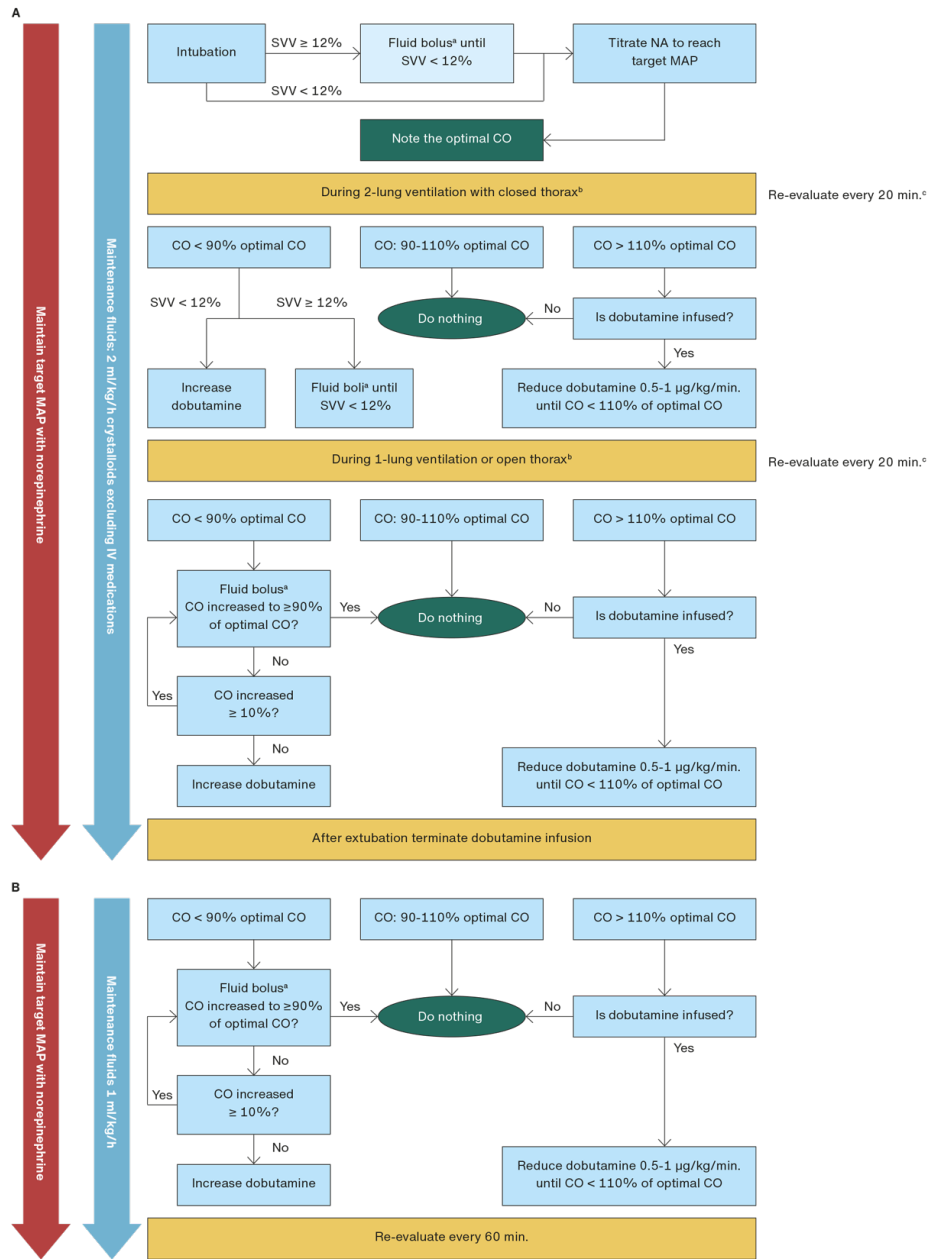 A
Maintain target MAP with norepinephrine
Maintenance fluids: 2 ml/kg/h crystalloids excluding IV medications
Intubation
SVV ≥ 12%
SVV < 12%
Fluid bolusᵃ until
SVV < 12%
Titrate NA to reach
target MAP
Note the optimal CO
During 2-lung ventilation with closed thoraxᵇ
Re-evaluate every 20 min.ᶜ
CO < 90% optimal CO
CO: 90-110% optimal CO
CO > 110% optimal CO
SVV < 12%
SVV ≥ 12%
Do nothing
No
Is dobutamine infused?
Yes
Increase
dobutamine
Fluid boliᵃ until
SVV < 12%
Reduce dobutamine 0.5-1 µg/kg/min.
until CO < 110% of optimal CO
During 1-lung ventilation or open thoraxᵇ
Re-evaluate every 20 min.ᶜ
CO < 90% optimal CO
CO: 90-110% optimal CO
CO > 110% optimal CO
Fluid bolusᵃ
CO increased to ≥90%
of optimal CO?
Yes
Do nothing
No
Is dobutamine infused?
Yes
No
Yes
CO increased
≥ 10%?
No
Increase dobutamine
Reduce dobutamine 0.5-1 µg/kg/min.
until CO < 110% of optimal CO
After extubation terminate dobutamine infusion
B
Maintain target MAP with norepinephrine
Maintenance fluids 1 ml/kg/h
CO < 90% optimal CO
CO: 90-110% optimal CO
CO > 110% optimal CO
Fluid bolusᵃ
CO increased to ≥90%
of optimal CO?
Yes
Do nothing
No
Is dobutamine infused?
Yes
No
Yes
CO increased
≥ 10%?
No
Increase dobutamine
Reduce dobutamine 0.5-1 µg/kg/min.
until CO < 110% of optimal CO
Re-evaluate every 60 min.